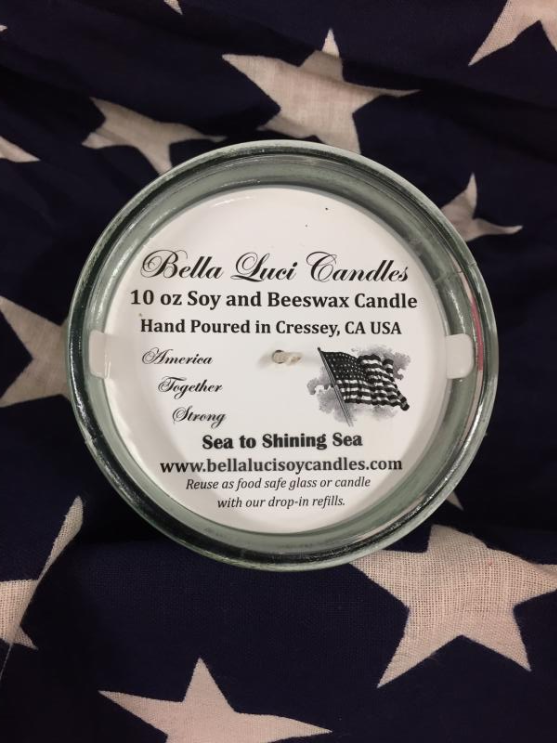 Bella Luci Candles
10 oz Soy and Beeswax Candle
Hand Poured in Cressey, CA USA
America
Together
Strong
Sea to Shining Sea
www.bellalucisoycandles.com
Reuse as food safe glass or candle
with our drop-in refills.